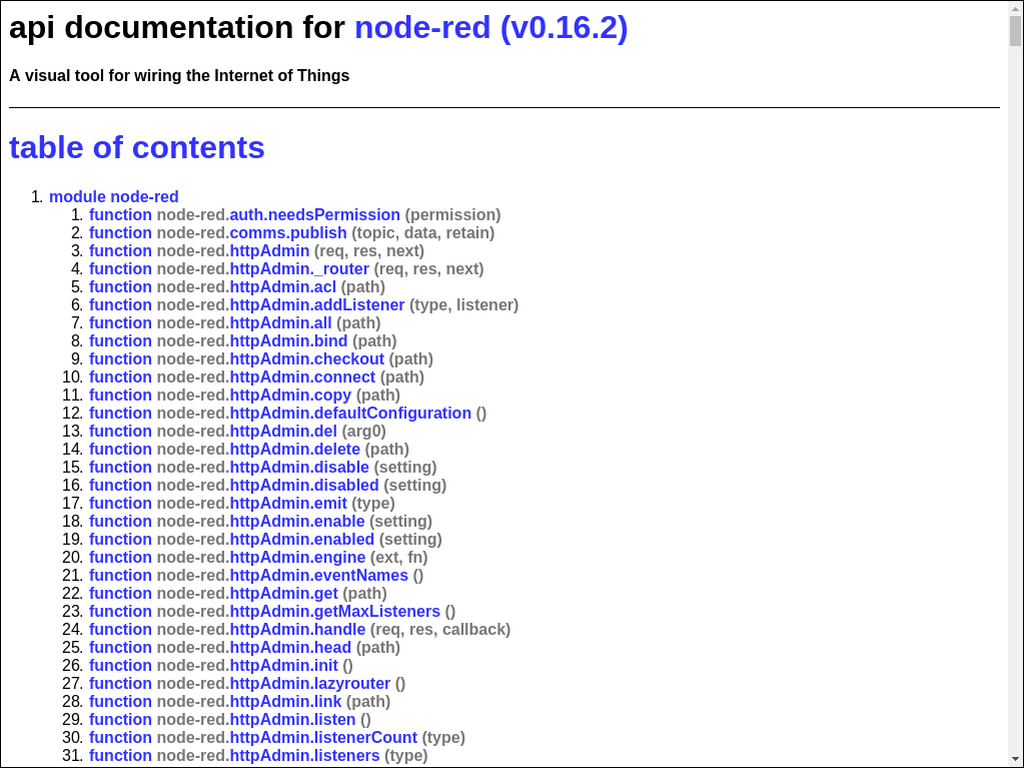 api documentation for node-red (v0.16.2)
A visual tool for wiring the Internet of Things
table of contents
1. module node-red
1. function node-red.auth.needsPermission (permission)
2. function node-red.comms.publish (topic, data, retain)
3. function node-red.httpAdmin (req, res, next)
4. function node-red.httpAdmin._router (req, res, next)
5. function node-red.httpAdmin.acl (path)
6. function node-red.httpAdmin.addListener (type, listener)
7. function node-red.httpAdmin.all (path)
8. function node-red.httpAdmin.bind (path)
9. function node-red.httpAdmin.checkout (path)
10. function node-red.httpAdmin.connect (path)
11. function node-red.httpAdmin.copy (path)
12. function node-red.httpAdmin.defaultConfiguration ()
13. function node-red.httpAdmin.del (arg0)
14. function node-red.httpAdmin.delete (path)
15. function node-red.httpAdmin.disable (setting)
16. function node-red.httpAdmin.disabled (setting)
17. function node-red.httpAdmin.emit (type)
18. function node-red.httpAdmin.enable (setting)
19. function node-red.httpAdmin.enabled (setting)
20. function node-red.httpAdmin.engine (ext, fn)
21. function node-red.httpAdmin.eventNames ()
22. function node-red.httpAdmin.get (path)
23. function node-red.httpAdmin.getMaxListeners ()
24. function node-red.httpAdmin.handle (req, res, callback)
25. function node-red.httpAdmin.head (path)
26. function node-red.httpAdmin.init ()
27. function node-red.httpAdmin.lazyrouter ()
28. function node-red.httpAdmin.link (path)
29. function node-red.httpAdmin.listen ()
30. function node-red.httpAdmin.listenerCount (type)
31. function node-red.httpAdmin.listeners (type)